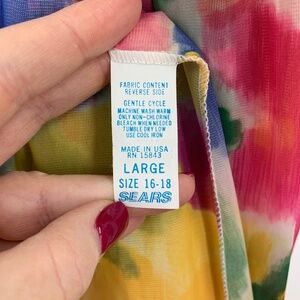 FABRIC CONTENT
REVERSE SIDE
GENTLE CYCLE
MACHINE WASH WARM
ONLY NON-CHLORINE
BLEACH WHEN NEEDED
TUMBLE DRY LOW
USE COOL IRON
MADE IN USA
RN 15843
LARGE
SIZE 16-18
SEARS